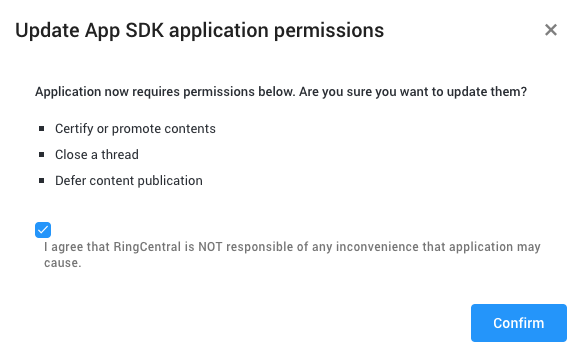 Update App SDK application permissions
Application now requires permissions below. Are you sure you want to update them?
Certify or promote contents
Close a thread
Defer content publication
I agree that RingCentral is NOT responsible of any inconvenience that application may
cause.
Confirm